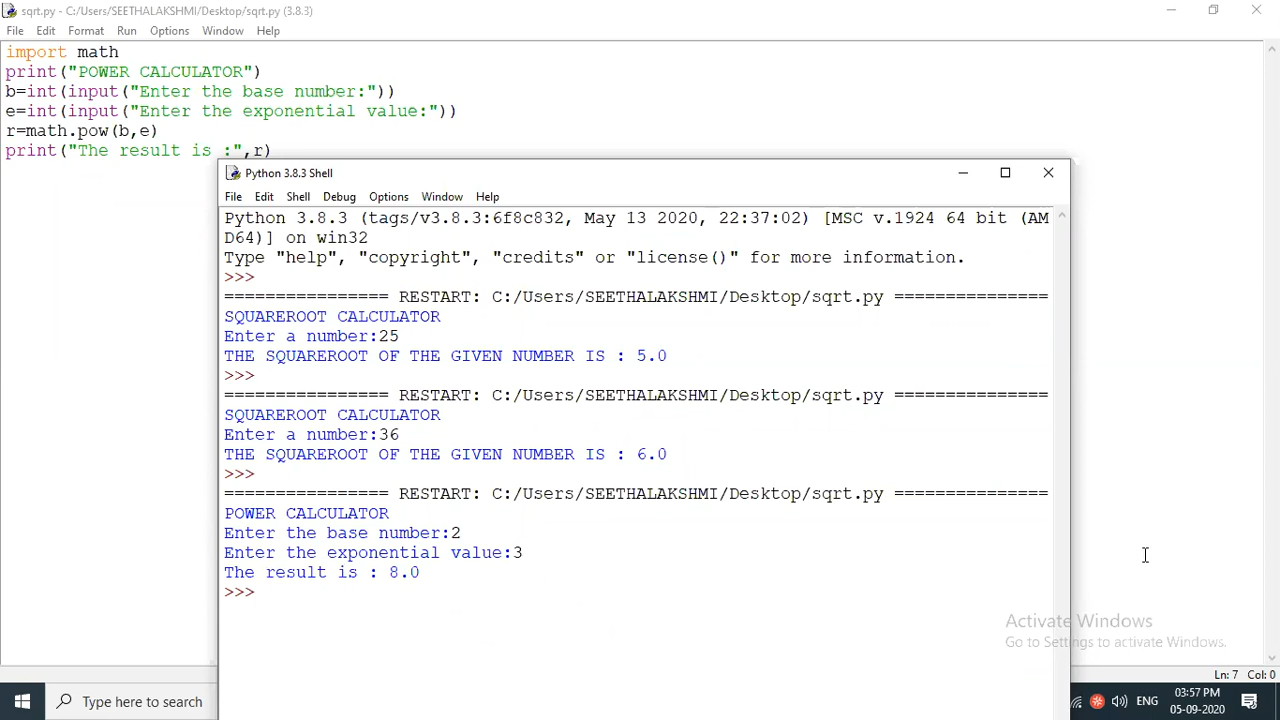 sqrt.py - C:/Users/SEETHALAKSHMI/Desktop/sqrt.py (3.8.3)
File Edit Format Run Options Window Help
import math
print("POWER CALCULATOR")
b=int(input("Enter the base number:"))
e=int(input("Enter the exponential value:"))
r=math.pow(b,e)
print("The result is :",r)
Python 3.8.3 Shell
File Edit Shell Debug Options Window Help
Python 3.8.3 (tags/v3.8.3:6f8c832, May 13 2020, 22:37:02) [MSC v.1924 64 bit (AM
D64)] on win32
Type "help", "copyright", "credits" or "license()" for more information.
>>>
================ RESTART: C:/Users/SEETHALAKSHMI/Desktop/sqrt.py ===============
SQUAREROOT CALCULATOR
Enter a number:25
THE SQUAREROOT OF THE GIVEN NUMBER IS : 5.0
>>>
================ RESTART: C:/Users/SEETHALAKSHMI/Desktop/sqrt.py ===============
SQUAREROOT CALCULATOR
Enter a number:36
THE SQUAREROOT OF THE GIVEN NUMBER IS : 6.0
>>>
================ RESTART: C:/Users/SEETHALAKSHMI/Desktop/sqrt.py ===============
POWER CALCULATOR
Enter the base number:2
Enter the exponential value:3
The result is : 8.0
>>>
Activate Windows
Go to Settings to activate Windows.
Ln: 7 Col: 0
Type here to search
ENG
03:57 PM
05-09-2020